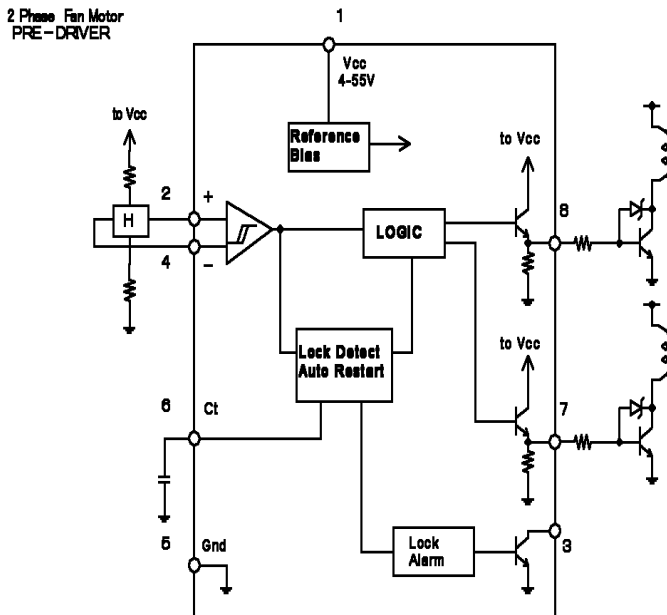 2 Phase Fan Motor
PRE-DRIVER
1
Vcc
4-55V
to Vcc
Reference
Bias
to Vcc
2
+
8
H
LOGIC
4
−
Lock Detect
Auto Restart
to Vcc
6
Ct
7
5
Gnd
Lock
Alarm
3